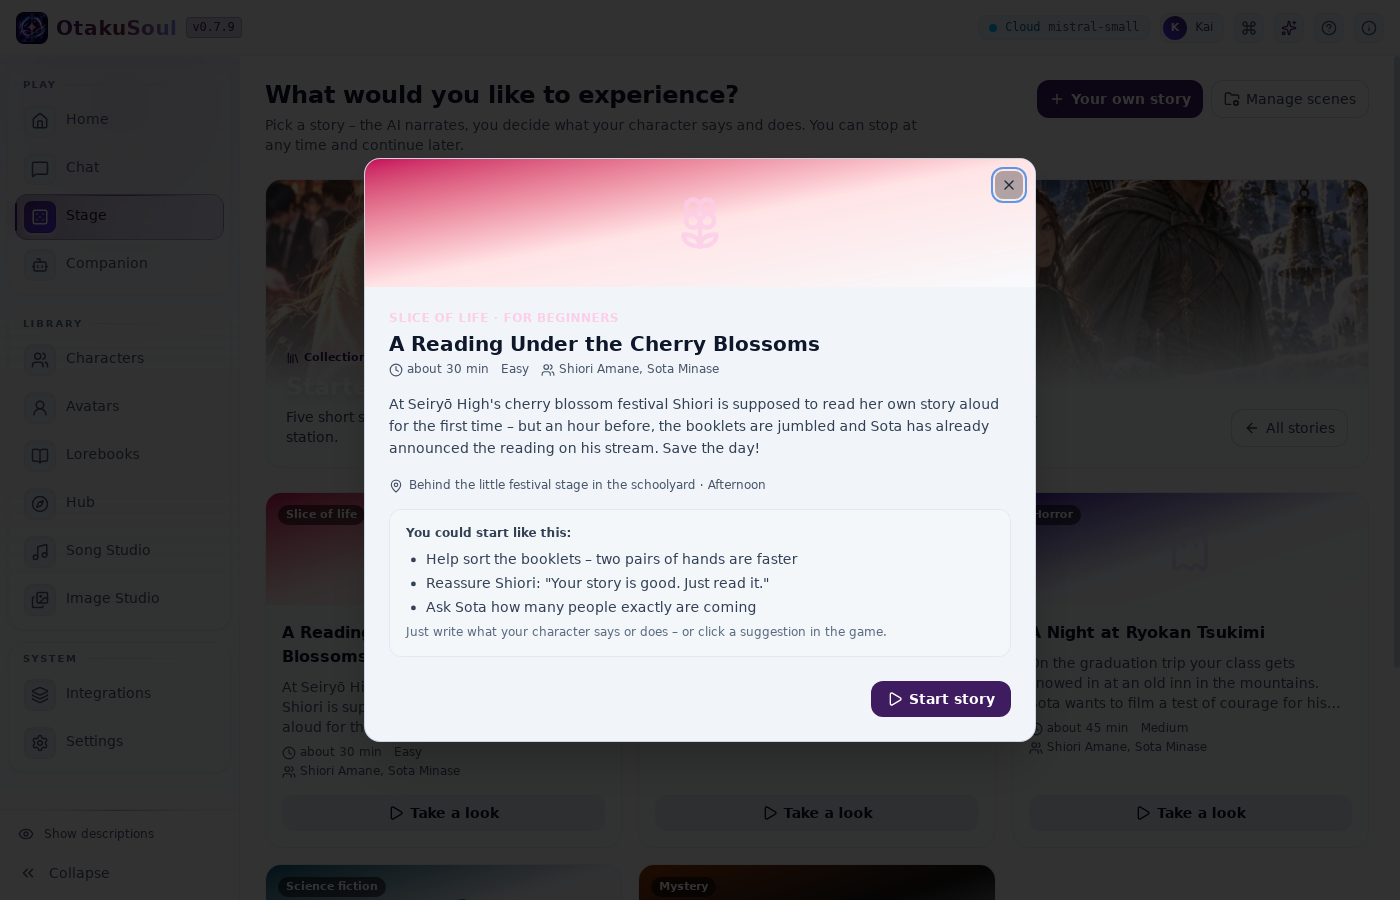 OtakuSoul v0.7.9
Cloud mistral-small
K Kai
PLAY
Home
Chat
Stage
Companion
LIBRARY
Characters
Avatars
Lorebooks
Hub
Song Studio
Image Studio
SYSTEM
Integrations
Settings
Show descriptions
Collapse
What would you like to experience?
Pick a story – the AI narrates, you decide what your character says and does. You can stop at
any time and continue later.
Your own story
Manage scenes
Collection
Five short
station.
All stories
SLICE OF LIFE · FOR BEGINNERS
A Reading Under the Cherry Blossoms
about 30 min Easy Shiori Amane, Sota Minase
At Seiryō High's cherry blossom festival Shiori is supposed to read her own story aloud
for the first time – but an hour before, the booklets are jumbled and Sota has already
announced the reading on his stream. Save the day!
Behind the little festival stage in the schoolyard · Afternoon
You could start like this:
• Help sort the booklets – two pairs of hands are faster
• Reassure Shiori: "Your story is good. Just read it."
• Ask Sota how many people exactly are coming
Just write what your character says or does – or click a suggestion in the game.
Start story
Slice of life
A Reading
Blossoms
At Seiryō
Shiori is
aloud for
about 30 min Easy
Shiori Amane, Sota Minase
Take a look
Take a look
Horror
A Night at Ryokan Tsukimi
On the graduation trip your class gets
snowed in at an old inn in the mountains.
Sota wants to film a test of courage for his…
about 45 min Medium
Shiori Amane, Sota Minase
Take a look
Science fiction
Mystery